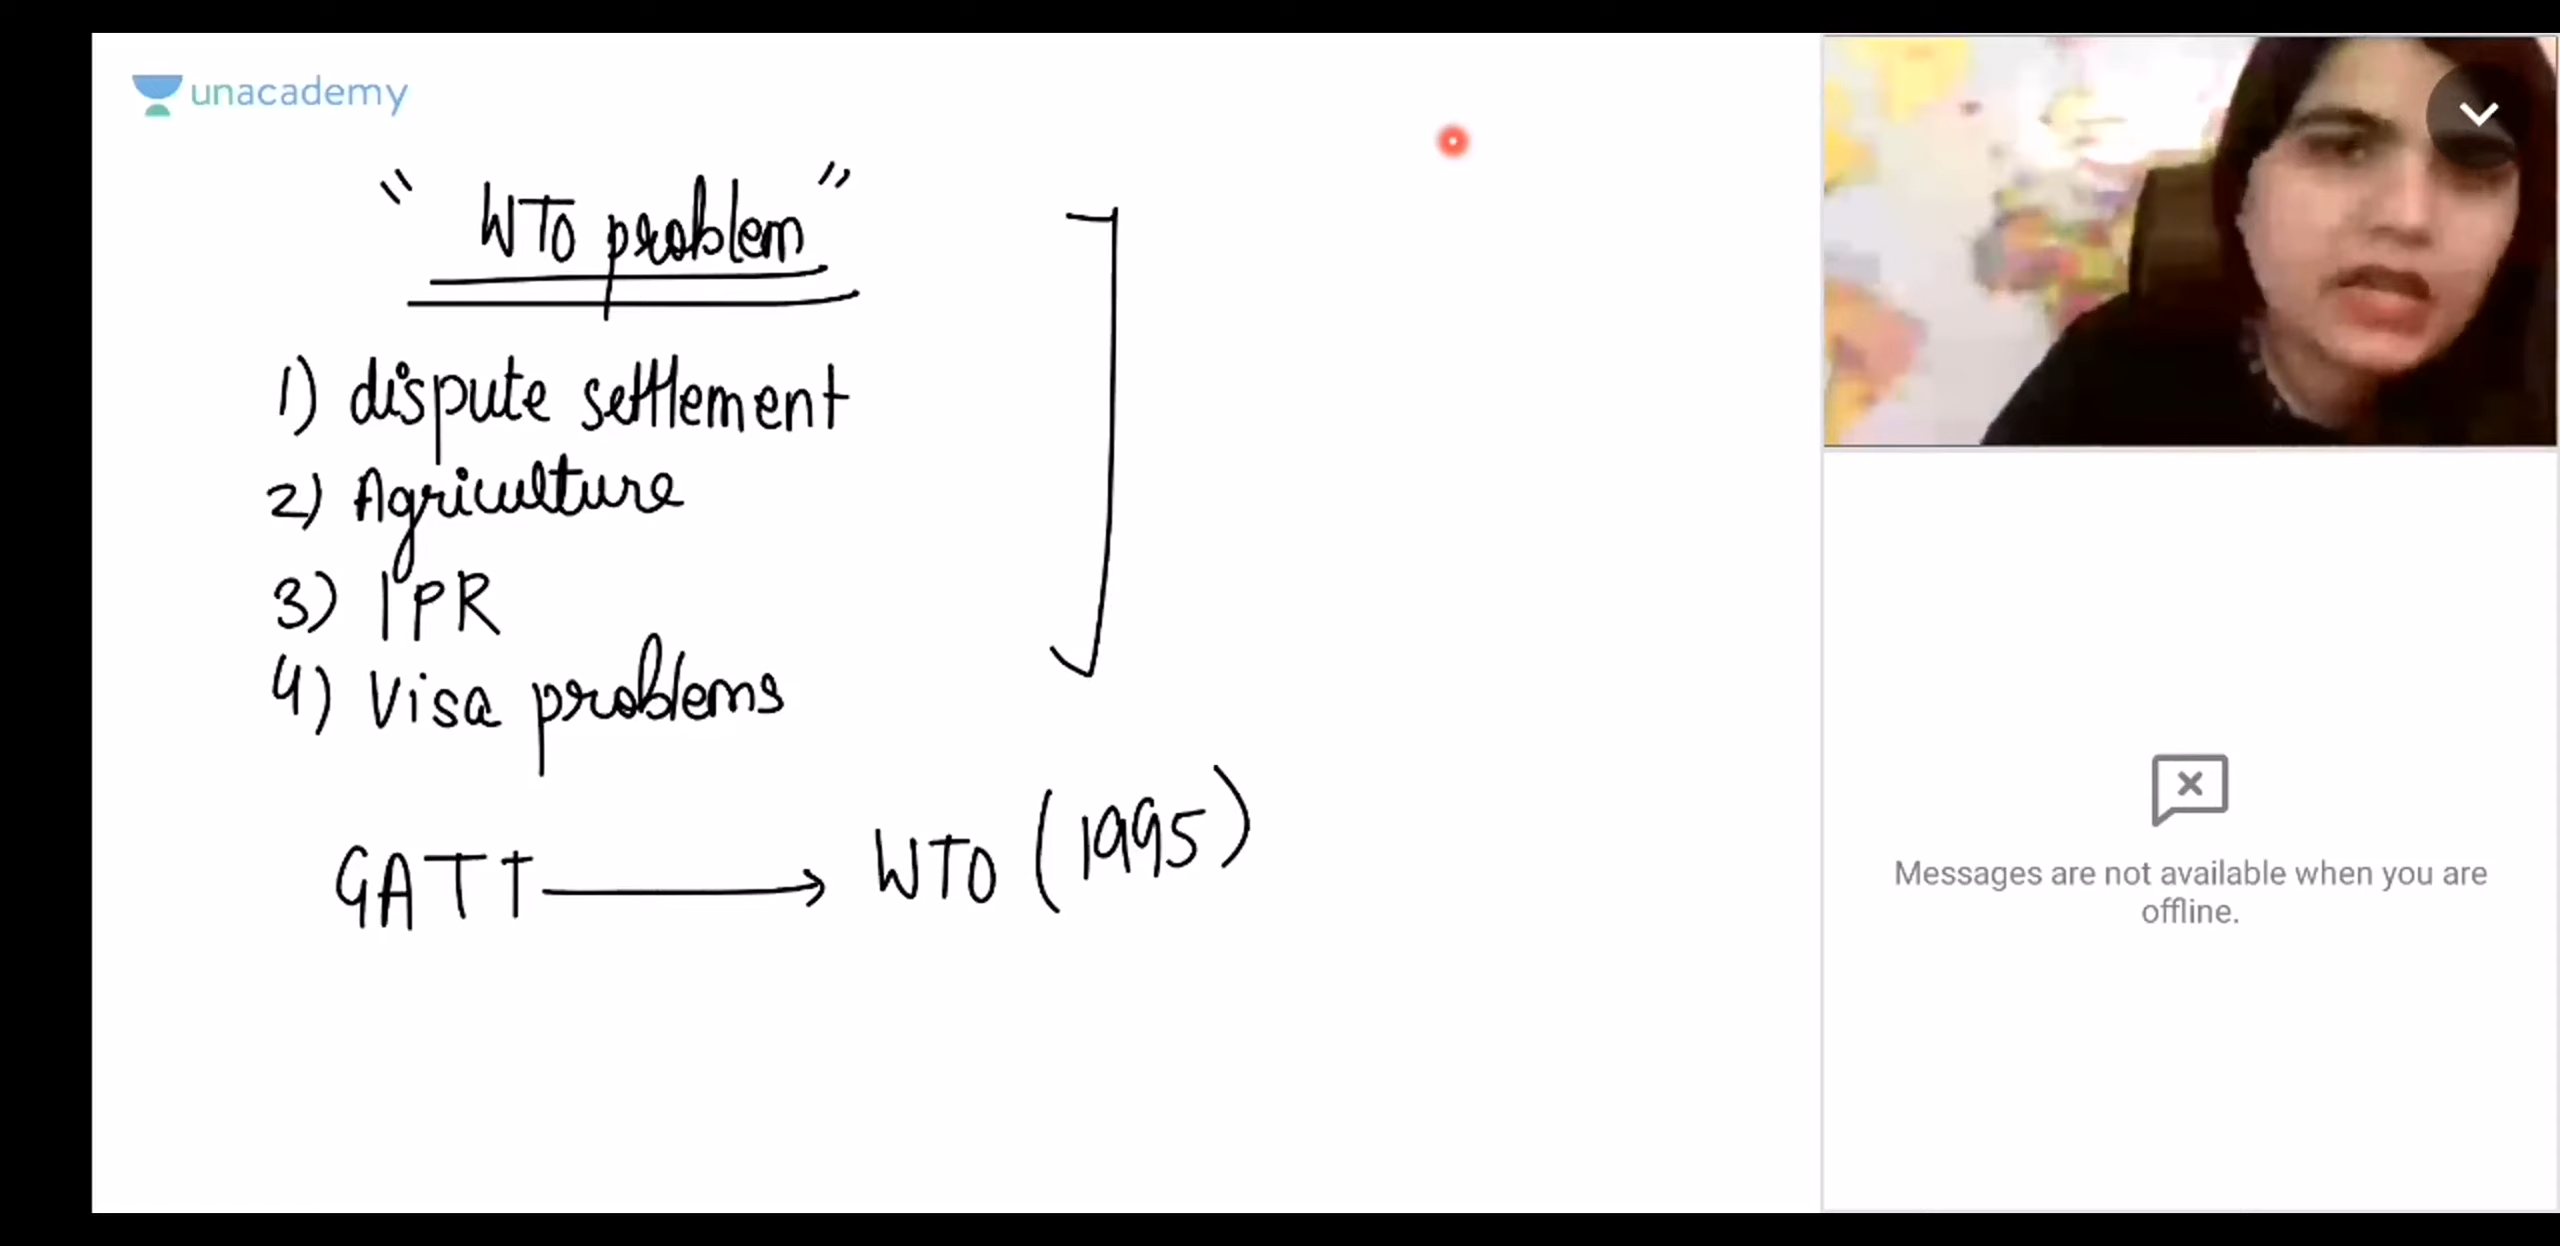 unacademy
" WTO problem "
1) dispute settlement
2) Agriculture
3) IPR
4) Visa problems
GATT → WTO (1995)
Messages are not available when you are
offline.